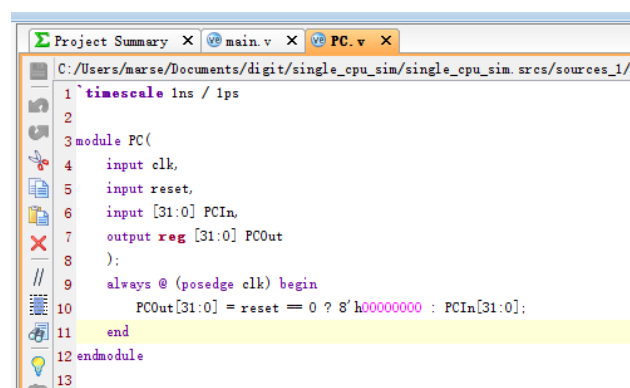 Project Summary × main.v × PC.v ×
C:/Users/marse/Documents/digit/single_cpu_sim/single_cpu_sim.srcs/sources_1/
1 `timescale 1ns / 1ps
2
3 module PC(
4 input clk,
5 input reset,
6 input [31:0] PCIn,
7 output reg [31:0] PCOut
8 );
9 always @ (posedge clk) begin
10 PCOut[31:0] = reset == 0 ? 8'h00000000 : PCIn[31:0];
11 end
12 endmodule
13